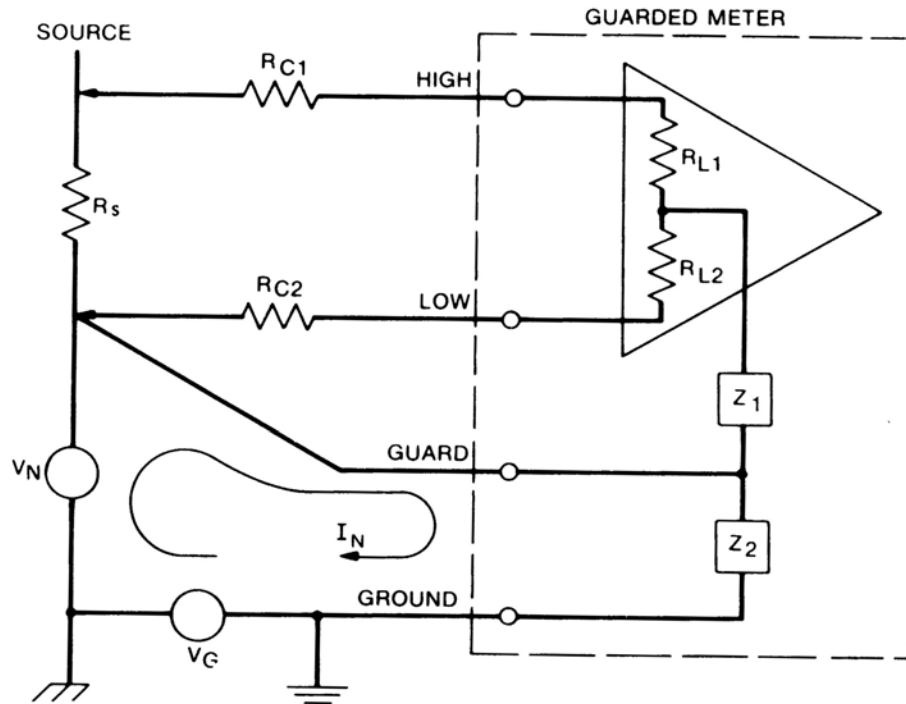 GUARDED METER
SOURCE
RC1
HIGH
RL1
Rs
RL2
RC2
LOW
Z1
GUARD
VN
IN
Z2
GROUND
VG